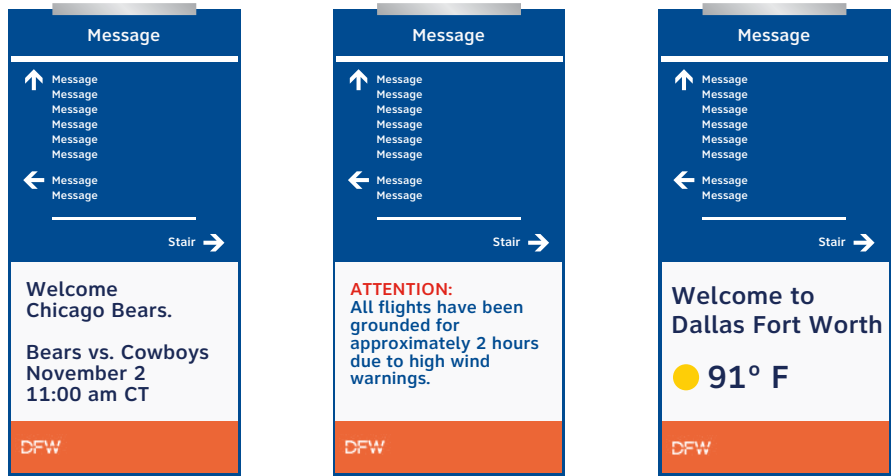 Message
Message
Message
Message
Message
Message
Message
Message
Message
Stair
Welcome
Chicago Bears.
Bears vs. Cowboys
November 2
11:00 am CT
DFW
Message
Message
Message
Message
Message
Message
Message
Message
Message
Stair
ATTENTION:
All flights have been
grounded for
approximately 2 hours
due to high wind
warnings.
DFW
Message
Message
Message
Message
Message
Message
Message
Message
Message
Stair
Welcome to
Dallas Fort Worth
91° F
DFW